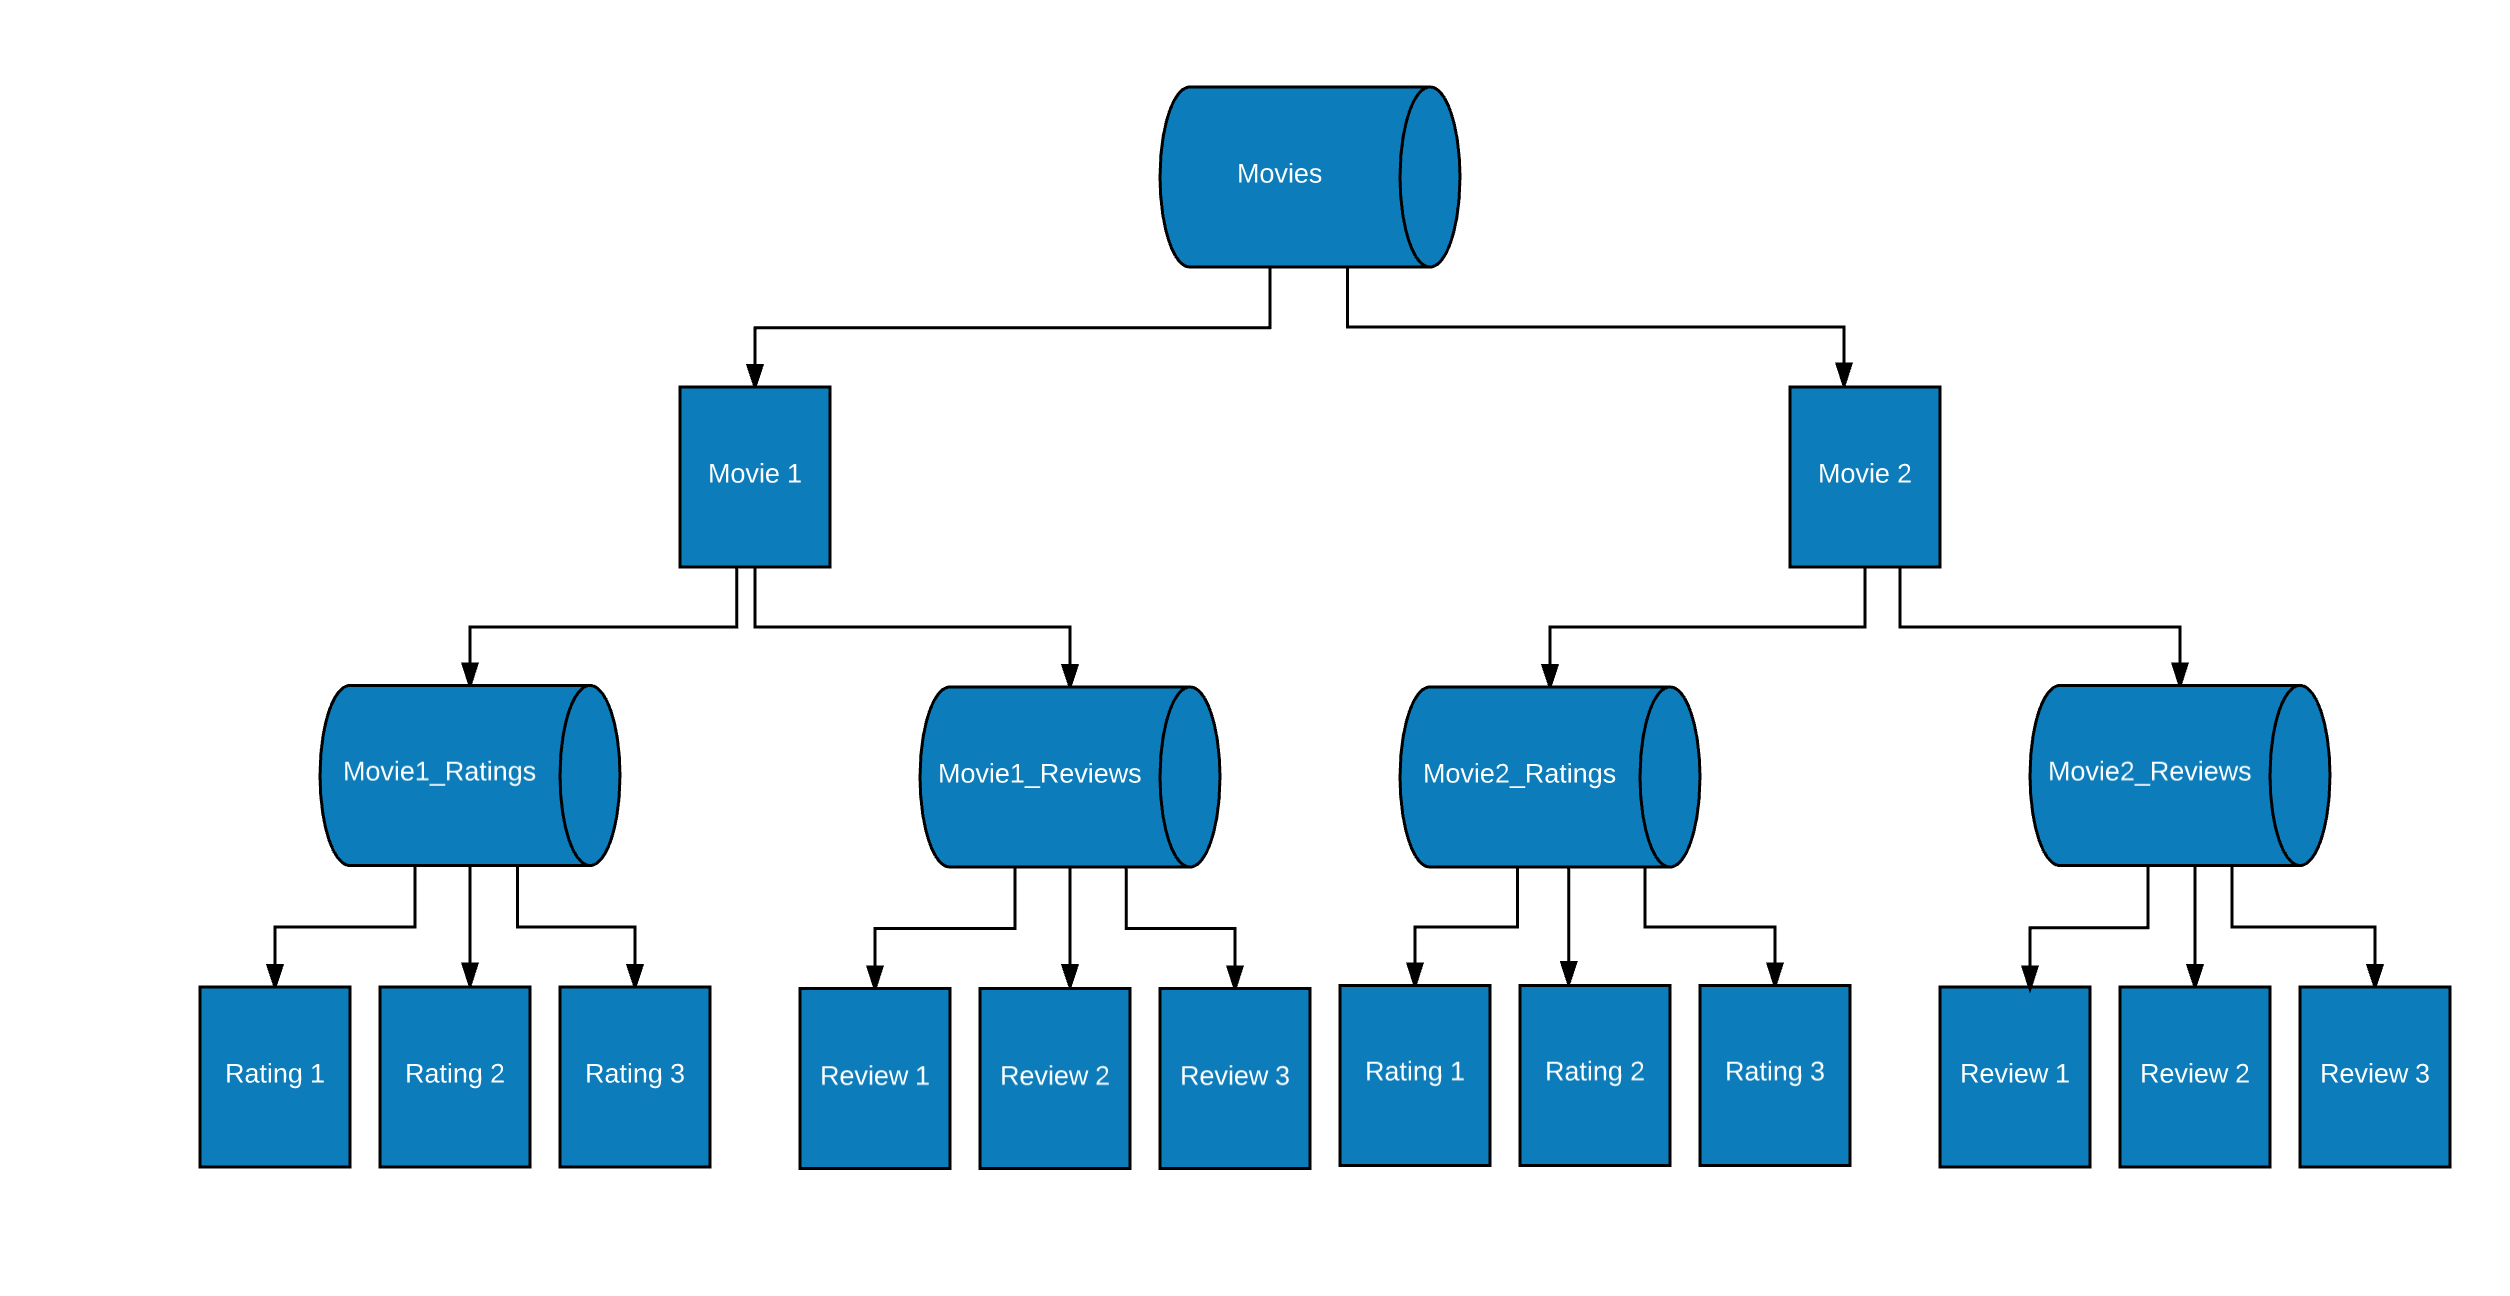 Movies
Movie 1
Movie 2
Movie1_Ratings
Movie1_Reviews
Movie2_Ratings
Movie2_Reviews
Rating 1
Rating 2
Rating 3
Review 1
Review 2
Review 3
Rating 1
Rating 2
Rating 3
Review 1
Review 2
Review 3